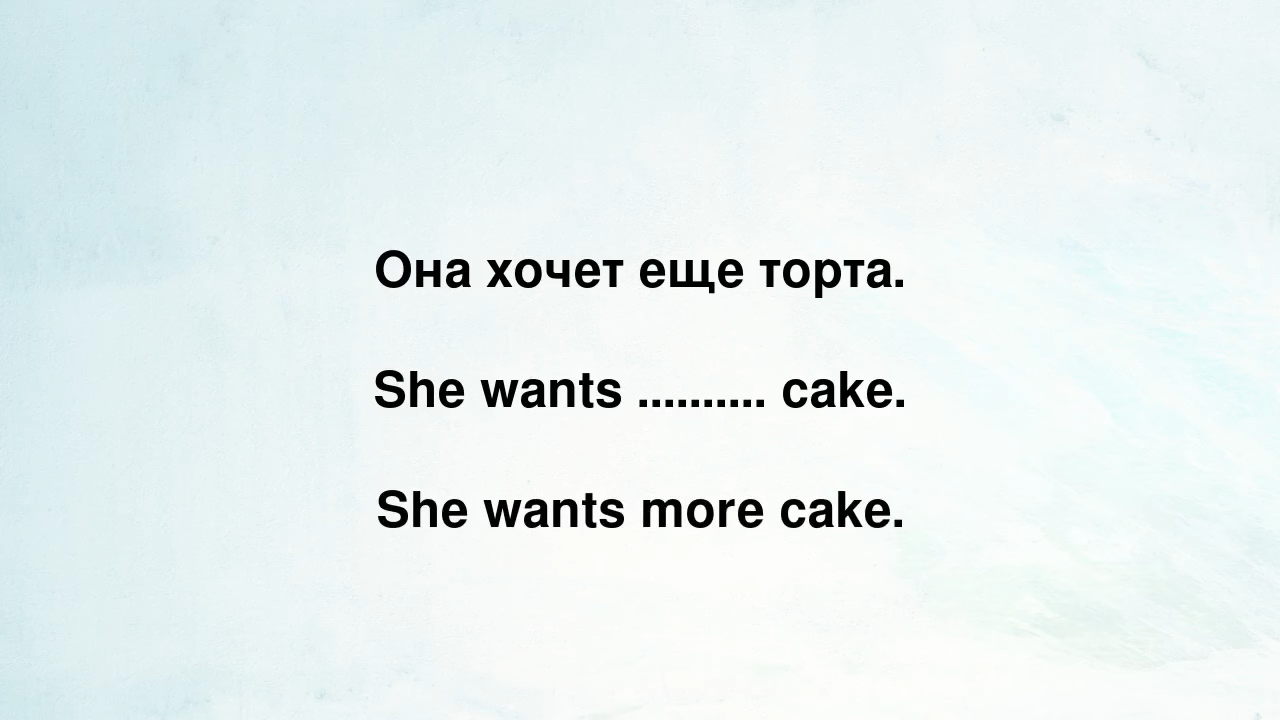 Она хочет еще торта.
She wants .......... cake.
She wants more cake.